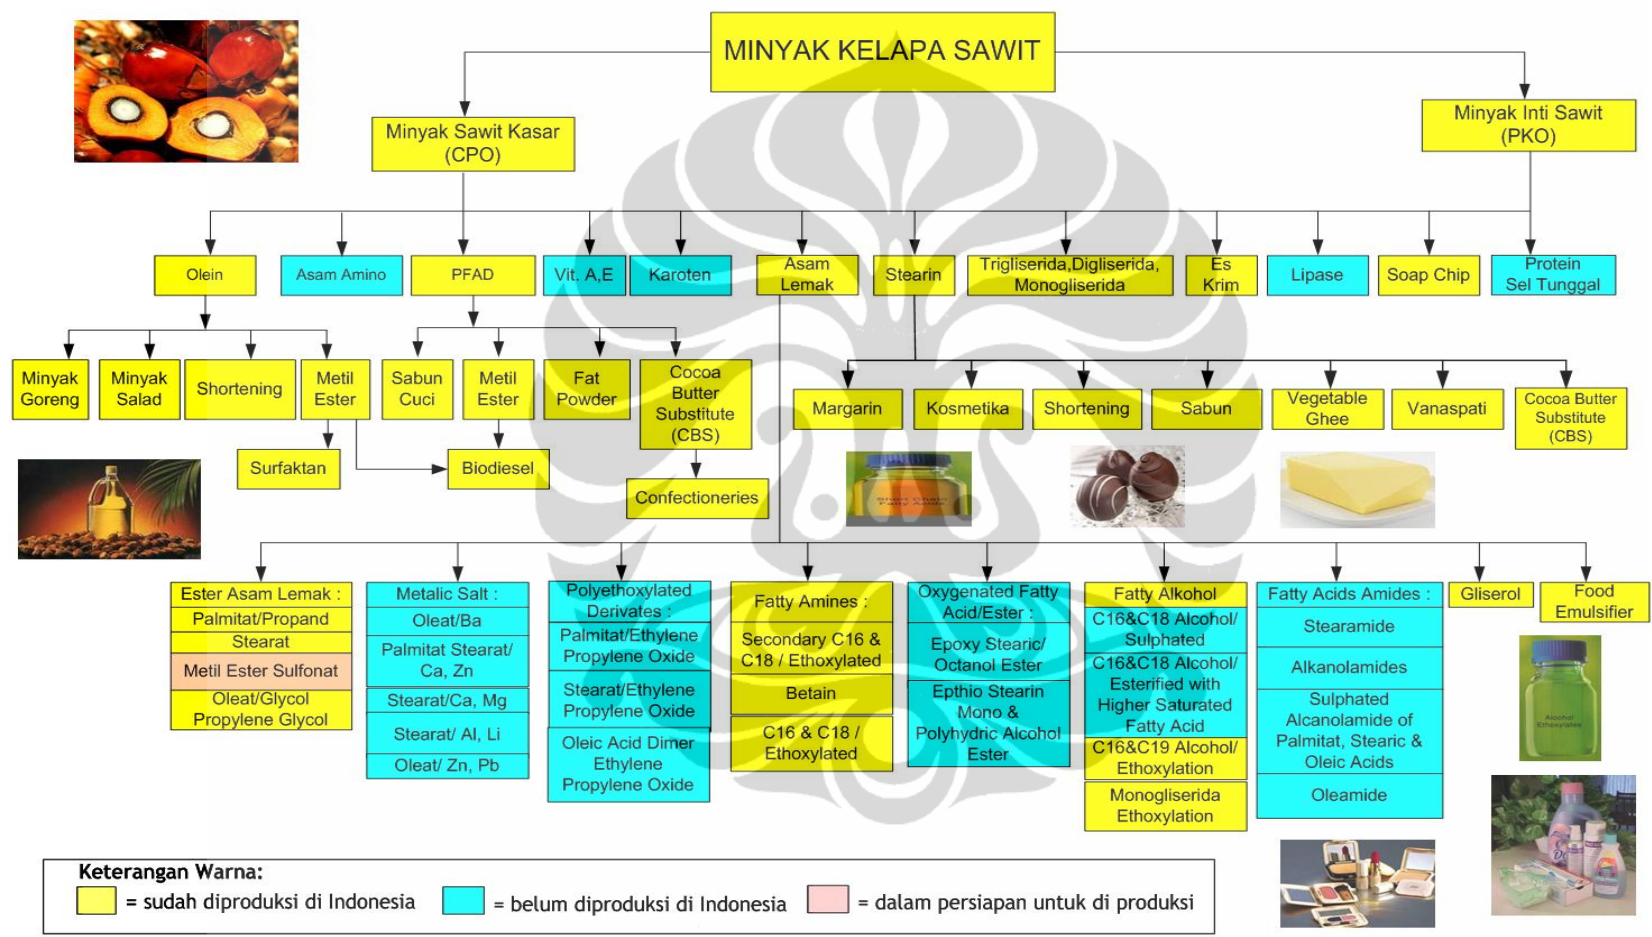 MINYAK KELAPA SAWIT
Minyak Sawit Kasar
(CPO)
Minyak Inti Sawit
(PKO)
Olein
Asam Amino
PFAD
Vit. A,E
Karoten
Asam
Lemak
Stearin
Trigliserida,Digliserida,
Monogliserida
Es
Krim
Lipase
Soap Chip
Protein
Sel Tunggal
Minyak
Goreng
Minyak
Salad
Shortening
Metil
Ester
Sabun
Cuci
Metil
Ester
Fat
Powder
Cocoa
Butter
Substitute
(CBS)
Margarin
Kosmetika
Shortening
Sabun
Vegetable
Ghee
Vanaspati
Cocoa Butter
Substitute
(CBS)
Surfaktan
Biodiesel
Confectioneries
Short Chain
Fatty Acids
Ester Asam Lemak :
Palmitat/Propand
Stearat
Metil Ester Sulfonat
Oleat/Glycol
Propylene Glycol
Metalic Salt :
Oleat/Ba
Palmitat Stearat/
Ca, Zn
Stearat/Ca, Mg
Stearat/ Al, Li
Oleat/ Zn, Pb
Polyethoxylated
Derivates :
Palmitat/Ethylene
Propylene Oxide
Stearat/Ethylene
Propylene Oxide
Oleic Acid Dimer
Ethylene
Propylene Oxide
Fatty Amines :
Secondary C16 &
C18 / Ethoxylated
Betain
C16 & C18 /
Ethoxylated
Oxygenated Fatty
Acid/Ester :
Epoxy Stearic/
Octanol Ester
Epthio Stearin
Mono &
Polyhydric Alcohol
Ester
Fatty Alkohol
C16&C18 Alcohol/
Sulphated
C16&C18 Alcohol/
Esterified with
Higher Saturated
Fatty Acid
C16&C19 Alcohol/
Ethoxylation
Monogliserida
Ethoxylation
Fatty Acids Amides :
Stearamide
Alkanolamides
Sulphated
Alcanolamide of
Palmitat, Stearic &
Oleic Acids
Oleamide
Gliserol
Food
Emulsifier
Alcohol
Ethoxylates
Keterangan Warna:
= sudah diproduksi di Indonesia
= belum diproduksi di Indonesia
= dalam persiapan untuk di produksi